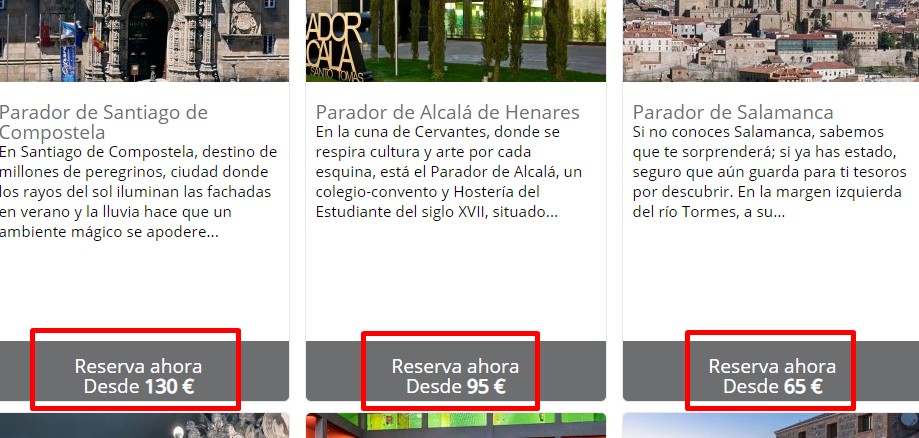 PARADOR
ALCALÁ
SANTO TOMÁS
Parador de Santiago de
Compostela
En Santiago de Compostela, destino de
millones de peregrinos, ciudad donde
los rayos del sol iluminan las fachadas
en verano y la lluvia hace que un
ambiente mágico se apodere...
Reserva ahora
Desde 130 €
Parador de Alcalá de Henares
En la cuna de Cervantes, donde se
respira cultura y arte por cada
esquina, está el Parador de Alcalá, un
colegio-convento y Hostería del
Estudiante del siglo XVII, situado...
Reserva ahora
Desde 95 €
Parador de Salamanca
Si no conoces Salamanca, sabemos
que te sorprenderá; si ya has estado,
seguro que aún guarda para ti tesoros
por descubrir. En la margen izquierda
del río Tormes, a su...
Reserva ahora
Desde 65 €